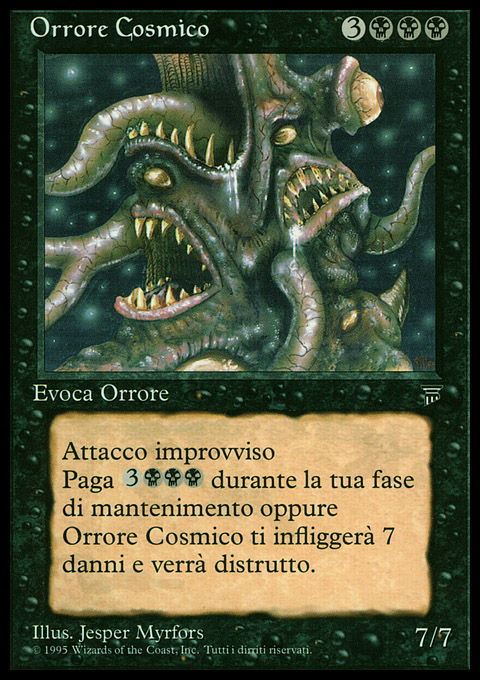 Orrore Cosmico 3
Evoca Orrore
Attacco improvviso
Paga 3 durante la tua fase
di mantenimento oppure
Orrore Cosmico ti infliggerà 7
danni e verrà distrutto.
Illus. Jesper Myrfors
7/7
© 1995 Wizards of the Coast, Inc. Tutti i diritti riservati.